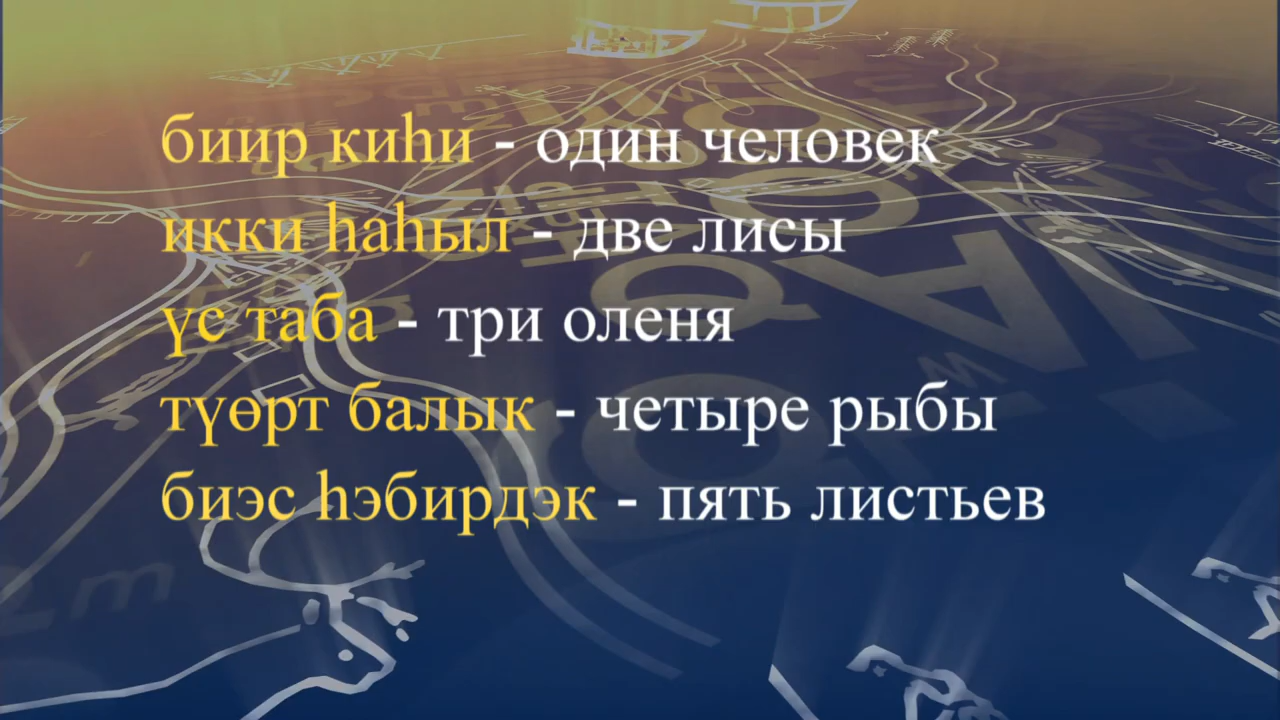 биир киһи - один человек
икки һаһыл - две лисы
үс таба - три оленя
түөрт балык - четыре рыбы
биэс һэбирдэк - пять листьев